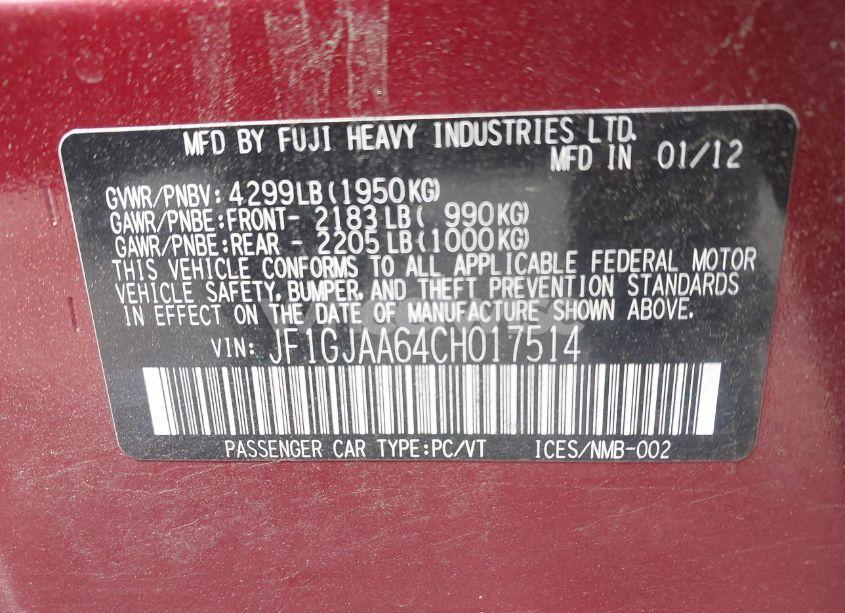 MFD BY FUJI HEAVY INDUSTRIES LTD.
MFD IN 01/12
GVWR/PNBV: 4299LB(1950KG)
GAWR/PNBE:FRONT- 2183LB( 990KG)
GAWR/PNBE:REAR - 2205LB(1000KG)
THIS VEHICLE CONFORMS TO ALL APPLICABLE FEDERAL MOTOR
VEHICLE SAFETY, BUMPER, AND THEFT PREVENTION STANDARDS
IN EFFECT ON THE DATE OF MANUFACTURE SHOWN ABOVE.
VIN: JF1GJAA64CH017514
PASSENGER CAR TYPE:PC/VT ICES/NMB-002